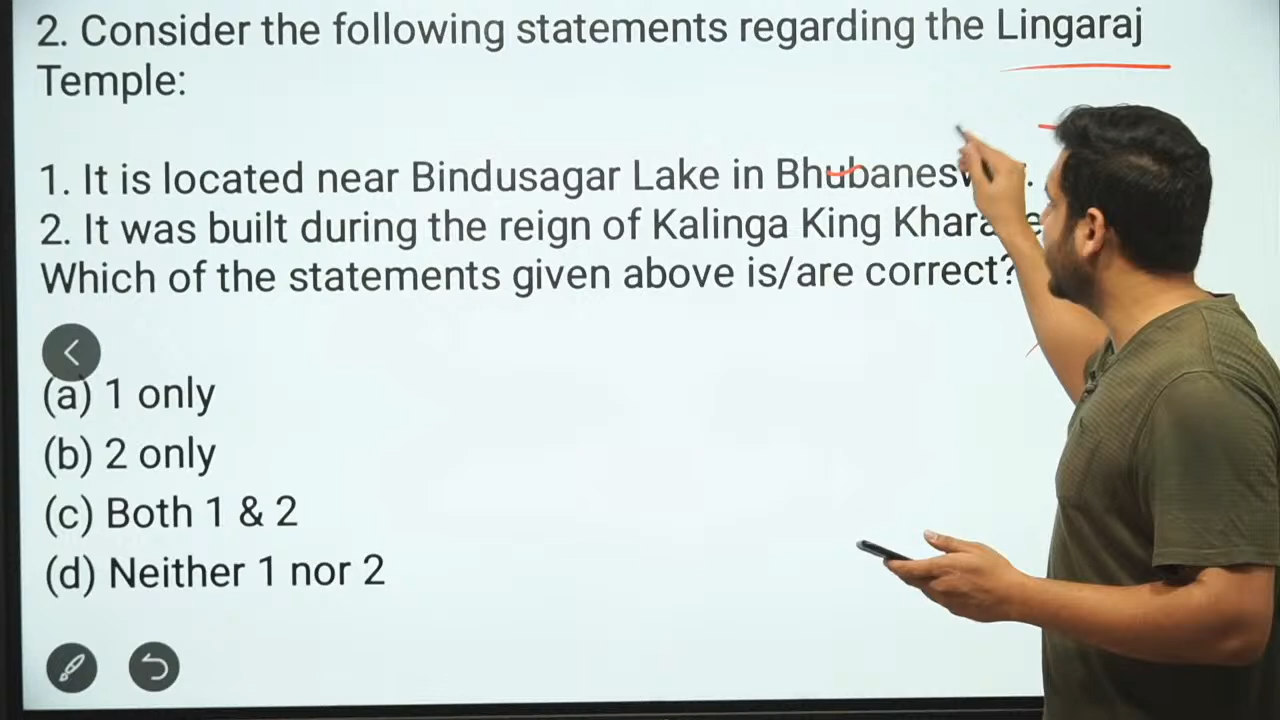 2. Consider the following statements regarding the Lingaraj
Temple:
1. It is located near Bindusagar Lake in
2. It was built during the reign of Kalinga King
Which of the statements given above is/are correct?
(a) 1 only
(b) 2 only
(c) Both 1 & 2
(d) Neither 1 nor 2